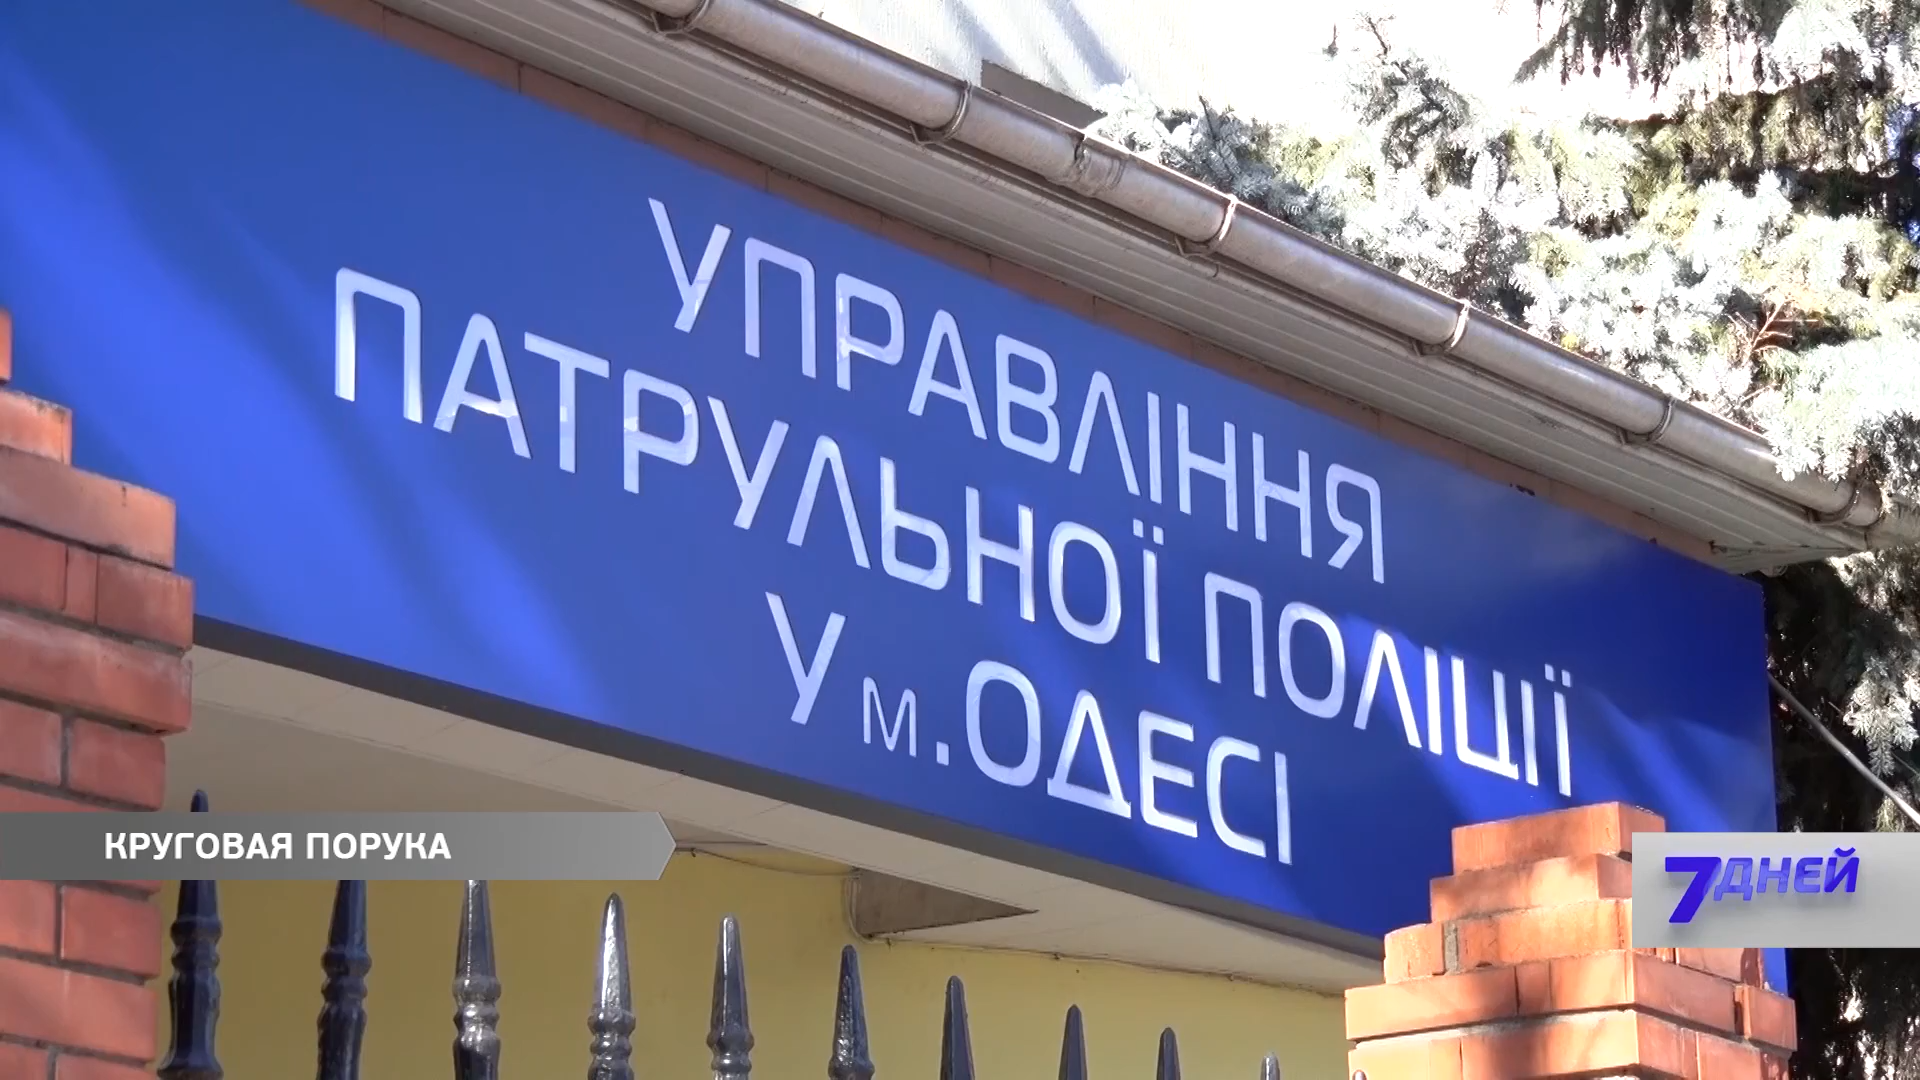 УПРАВЛІННЯ
ПАТРУЛЬНОЇ ПОЛІЦІЇ
У м.ОДЕСІ
КРУГОВАЯ ПОРУКА
7ДНЕЙ